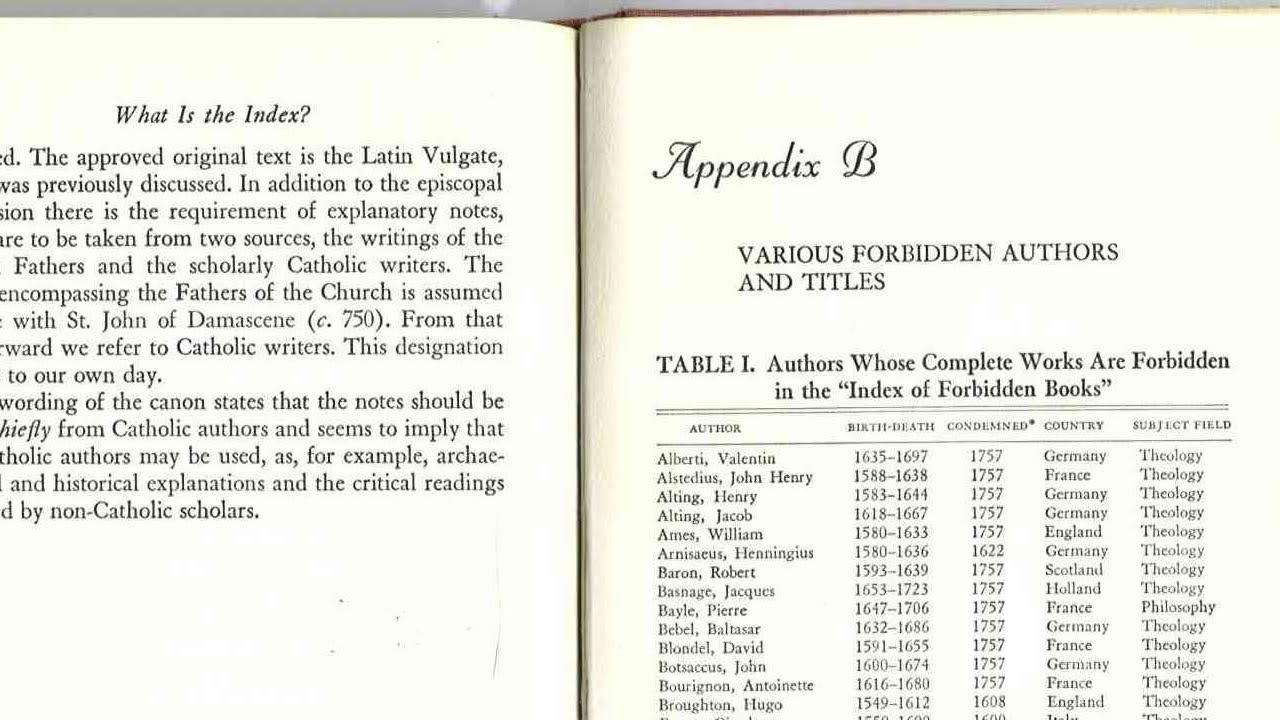 What Is the Index?
ed. The approved original text is the Latin Vulgate,
was previously discussed. In addition to the episcopal
sion there is the requirement of explanatory notes,
are to be taken from two sources, the writings of the
Fathers and the scholarly Catholic writers. The
encompassing the Fathers of the Church is assumed
with St. John of Damascene (c. 750). From that
rward we refer to Catholic writers. This designation
to our own day.
wording of the canon states that the notes should be
hiefly from Catholic authors and seems to imply that
tholic authors may be used, as, for example, archae-
l and historical explanations and the critical readings
d by non-Catholic scholars.
Appendix B
VARIOUS FORBIDDEN AUTHORS
AND TITLES
TABLE I. Authors Whose Complete Works Are Forbidden
in the "Index of Forbidden Books"
AUTHOR BIRTH-DEATH CONDEMNED* COUNTRY SUBJECT FIELD
Alberti, Valentin 1635–1697 1757 Germany Theology
Alstedius, John Henry 1588–1638 1757 France Theology
Alting, Henry 1583–1644 1757 Germany Theology
Alting, Jacob 1618–1667 1757 Germany Theology
Ames, William 1580–1633 1757 England Theology
Arnisaeus, Henningius 1580–1636 1622 Germany Theology
Baron, Robert 1593–1639 1757 Scotland Theology
Basnage, Jacques 1653–1723 1757 Holland Theology
Bayle, Pierre 1647–1706 1757 France Philosophy
Bebel, Baltasar 1632–1686 1757 Germany Theology
Blondel, David 1591–1655 1757 France Theology
Botsaccus, John 1600–1674 1757 Germany Theology
Bourignon, Antoinette 1616–1680 1757 France Theology
Broughton, Hugo 1549–1612 1608 England Theology